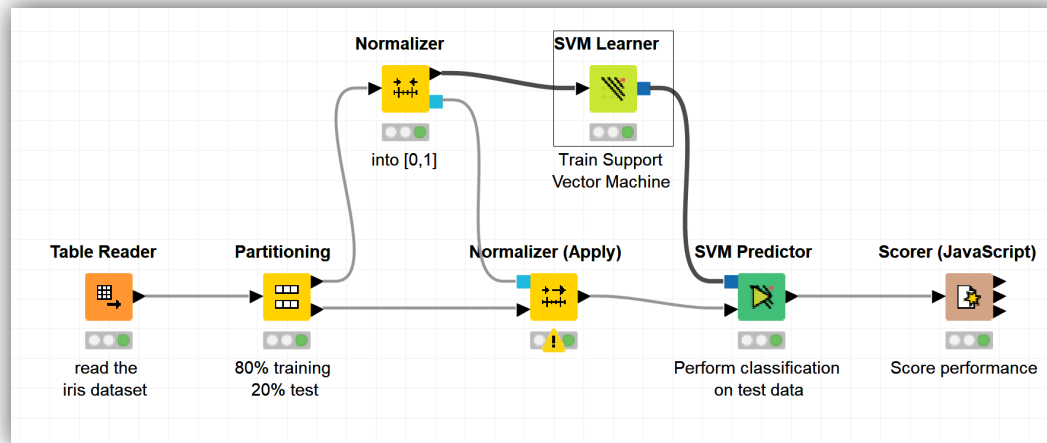 Normalizer
SVM Learner
into [0,1]
Train Support
Vector Machine
Table Reader
Partitioning
Normalizer (Apply)
SVM Predictor
Scorer (JavaScript)
read the
iris dataset
80% training
20% test
!
Perform classification
on test data
Score performance